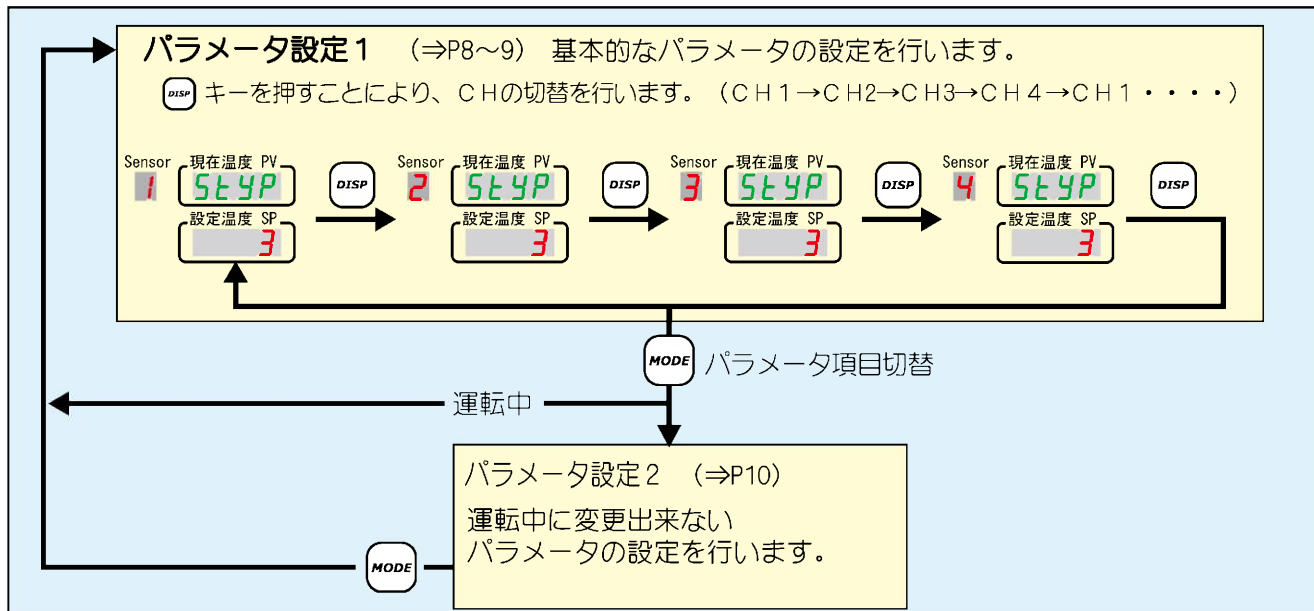 パラメータ設定1 (⇒P8～9) 基本的なパラメータの設定を行います。
DISP キーを押すことにより、CHの切替を行います。(CH1→CH2→CH3→CH4→CH1・・・・)
Sensor 現在温度 PV Sensor 現在温度 PV Sensor 現在温度 PV Sensor 現在温度 PV
1 StyP DISP 2 StyP DISP 3 StyP DISP 4 StyP DISP
設定温度 SP 設定温度 SP 設定温度 SP 設定温度 SP
3 3 3 3
MODE パラメータ項目切替
運転中
パラメータ設定2 (⇒P10)
運転中に変更出来ない
パラメータの設定を行います。
MODE